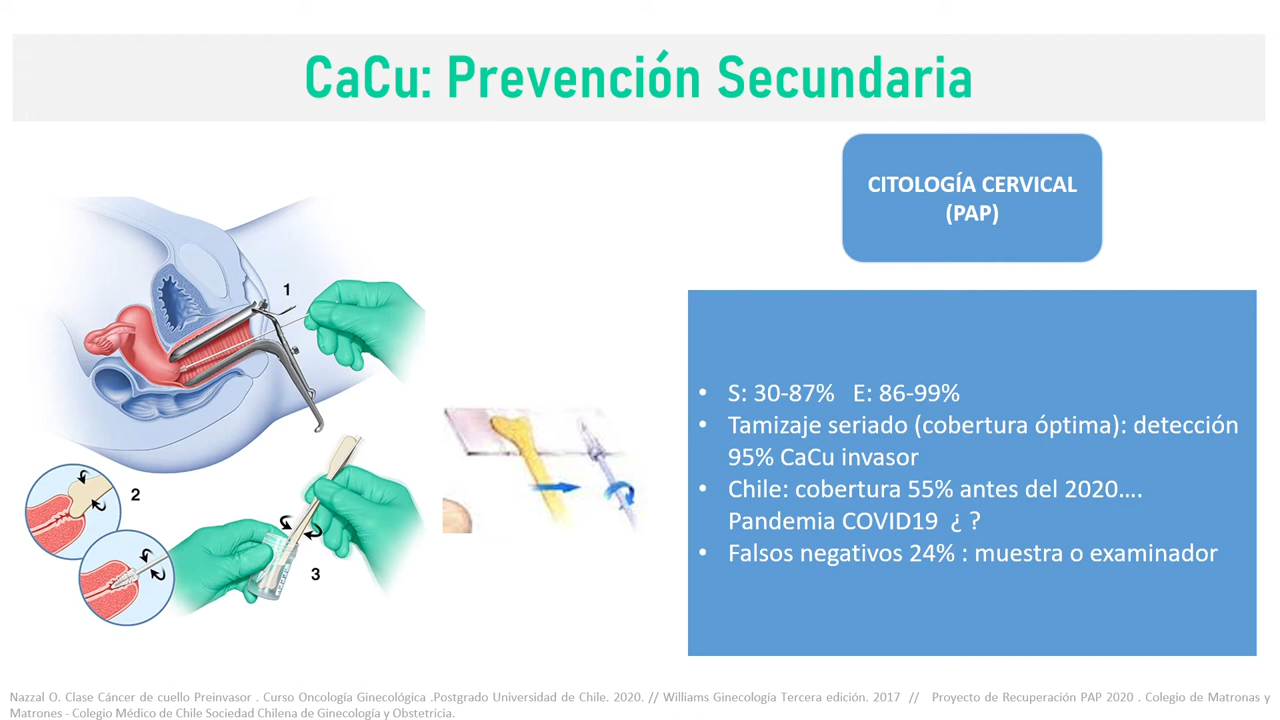 CaCu: Prevención Secundaria
CITOLOGÍA CERVICAL
(PAP)
1
2
3
• S: 30-87%   E: 86-99%
• Tamizaje seriado (cobertura óptima): detección
95% CaCu invasor
• Chile: cobertura 55% antes del 2020….
Pandemia COVID19  ¿ ?
• Falsos negativos 24% : muestra o examinador
Nazzal O. Clase Cáncer de cuello Preinvasor . Curso Oncología Ginecológica .Postgrado Universidad de Chile. 2020. // Williams Ginecología Tercera edición. 2017  //   Proyecto de Recuperación PAP 2020 . Colegio de Matronas y
Matrones - Colegio Médico de Chile Sociedad Chilena de Ginecología y Obstetricia.